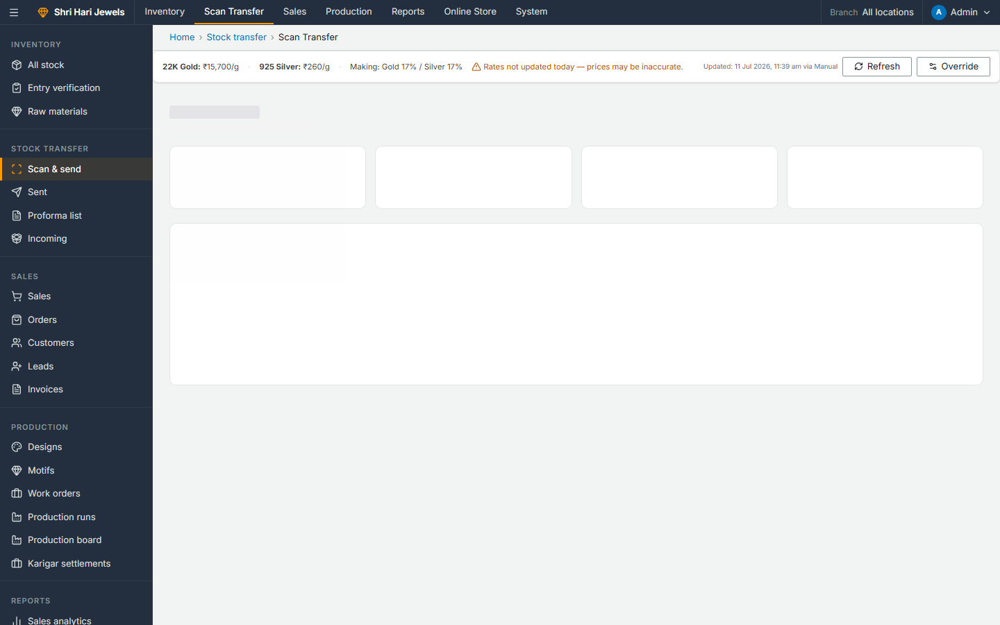 Shri Hari Jewels
Inventory
Scan Transfer
Sales
Production
Reports
Online Store
System
Branch All locations
A Admin
Home › Stock transfer › Scan Transfer
22K Gold: ₹15,700/g · 925 Silver: ₹260/g · Making: Gold 17% / Silver 17% Rates not updated today — prices may be inaccurate.
Updated: 11 Jul 2026, 11:39 am via Manual
Refresh
Override
INVENTORY
All stock
Entry verification
Raw materials
STOCK TRANSFER
Scan & send
Sent
Proforma list
Incoming
SALES
Sales
Orders
Customers
Leads
Invoices
PRODUCTION
Designs
Motifs
Work orders
Production runs
Production board
Karigar settlements
REPORTS
Sales analytics